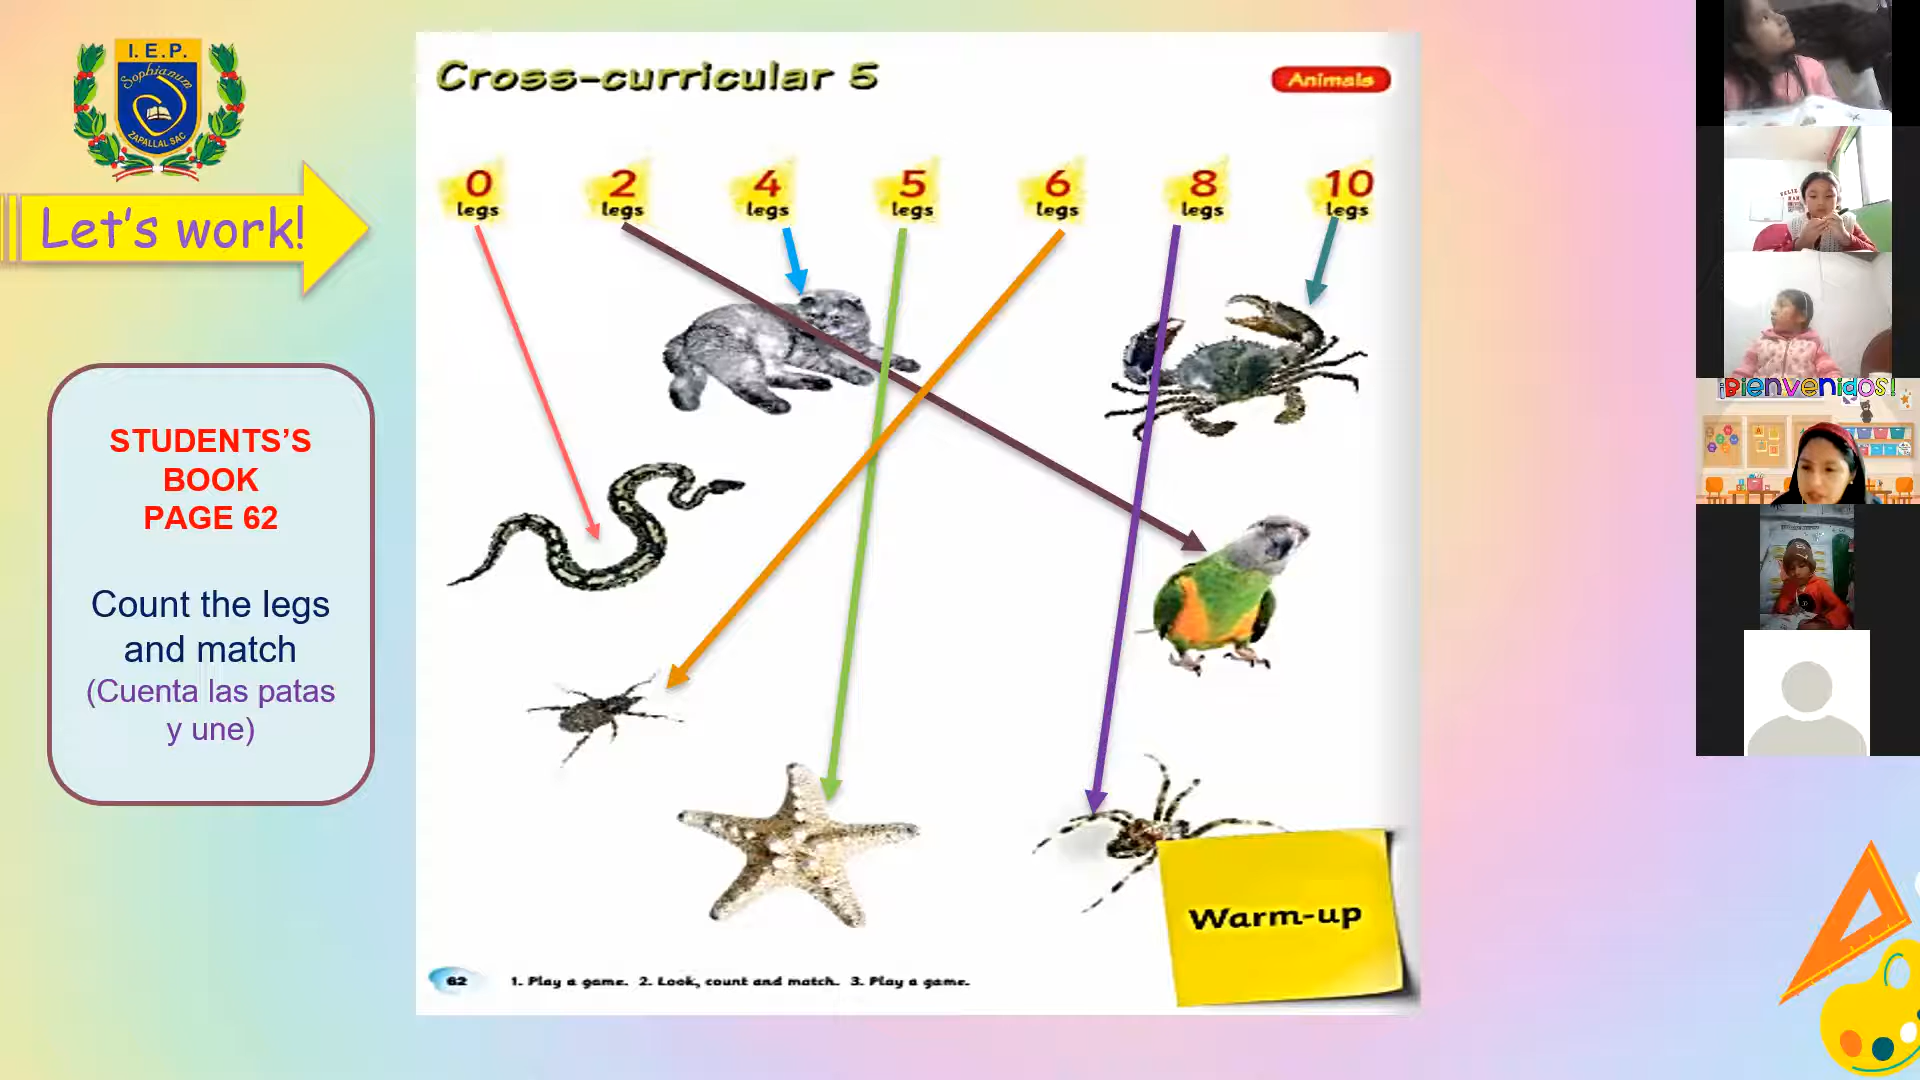 I.E.P.
Sophianum
ZAPALLAL SAC
Let's work!
STUDENTS'S
BOOK
PAGE 62
Count the legs
and match
(Cuenta las patas
y une)
Cross-curricular 5
Animals
0 2 4 5 6 8 10
legs legs legs legs legs legs legs
Warm-up
62 1. Play a game. 2. Look, count and match. 3. Play a game.
¡Bienvenidos!